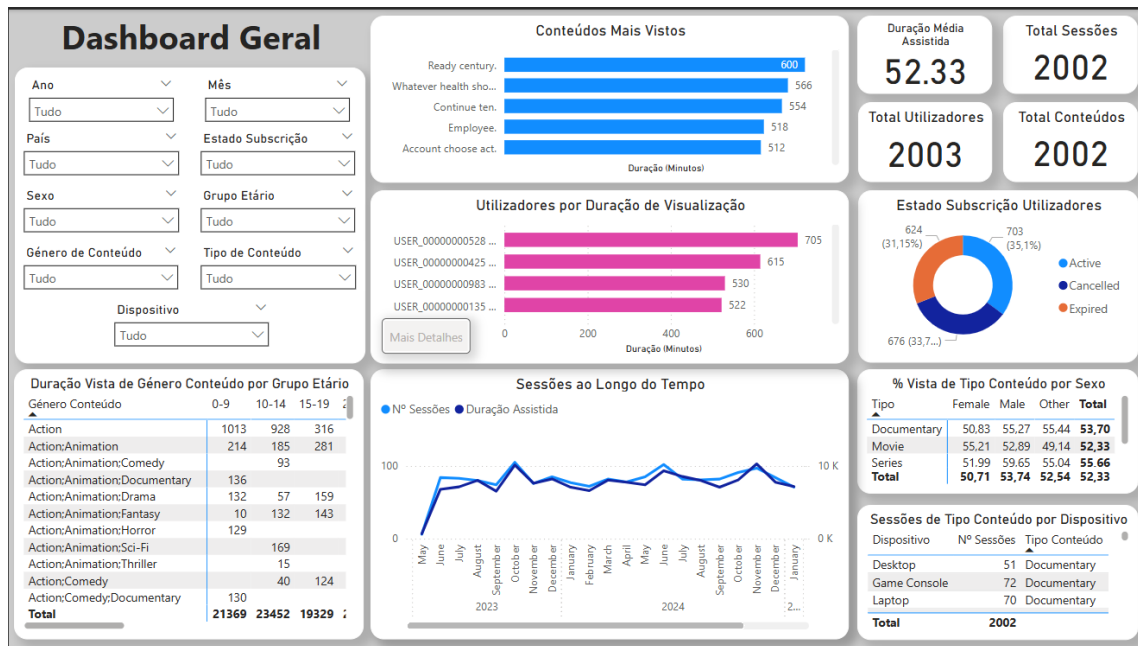 Dashboard Geral
Ano
Tudo
Mês
Tudo
País
Tudo
Estado Subscrição
Tudo
Sexo
Tudo
Grupo Etário
Tudo
Género de Conteúdo
Tudo
Tipo de Conteúdo
Tudo
Dispositivo
Tudo
Conteúdos Mais Vistos
Ready century. 600
Whatever health sho... 566
Continue ten. 554
Employee. 518
Account choose act. 512
Duração (Minutos)
Duração Média
Assistida
52.33
Total Sessões
2002
Total Utilizadores
2003
Total Conteúdos
2002
Utilizadores por Duração de Visualização
USER_00000000528 ... 705
USER_00000000425 ... 615
USER_00000000983 ... 530
USER_00000000135 ... 522
0 200 400 600
Duração (Minutos)
Mais Detalhes
Estado Subscrição Utilizadores
624
(31,15%)
703
(35,1%)
676 (33,7...)
Active
Cancelled
Expired
Duração Vista de Género Conteúdo por Grupo Etário
Género Conteúdo 0-9 10-14 15-19 2
Action 1013 928 316
Action;Animation 214 185 281
Action;Animation;Comedy 93
Action;Animation;Documentary 136
Action;Animation;Drama 132 57 159
Action;Animation;Fantasy 10 132 143
Action;Animation;Horror 129
Action;Animation;Sci-Fi 169
Action;Animation;Thriller 15
Action;Comedy 40 124
Action;Comedy;Documentary 130
Total 21369 23452 19329
Sessões ao Longo do Tempo
Nº Sessões Duração Assistida
100 10 K
0 0 K
May June July August September October November December January February March April May June July August September October November December January
2023 2024 2...
% Vista de Tipo Conteúdo por Sexo
Tipo Female Male Other Total
Documentary 50,83 55,27 55,44 53,70
Movie 55,21 52,89 49,14 52,33
Series 51.99 59.65 55.04 55.66
Total 50,71 53,74 52,54 52,33
Sessões de Tipo Conteúdo por Dispositivo
Dispositivo Nº Sessões Tipo Conteúdo
Desktop 51 Documentary
Game Console 72 Documentary
Laptop 70 Documentary
Total 2002